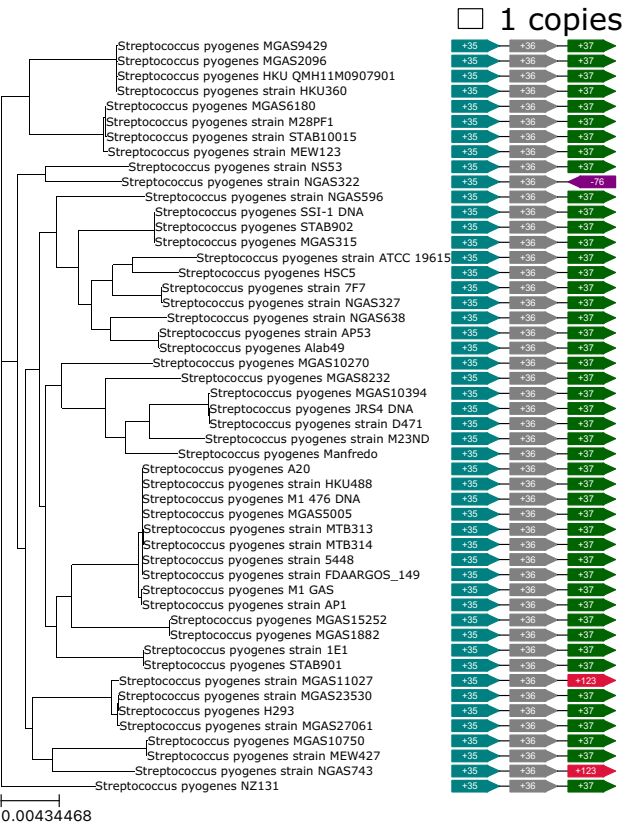 1 copies
Streptococcus pyogenes MGAS9429 +35 +36 +37
Streptococcus pyogenes MGAS2096 +35 +36 +37
Streptococcus pyogenes HKU QMH11M0907901 +35 +36 +37
Streptococcus pyogenes strain HKU360 +35 +36 +37
Streptococcus pyogenes MGAS6180 +35 +36 +37
Streptococcus pyogenes strain M28PF1 +35 +36 +37
Streptococcus pyogenes strain STAB10015 +35 +36 +37
Streptococcus pyogenes strain MEW123 +35 +36 +37
Streptococcus pyogenes strain NS53 +35 +36 +37
Streptococcus pyogenes strain NGAS322 +35 +36 -76
Streptococcus pyogenes strain NGAS596 +35 +36 +37
Streptococcus pyogenes SSI-1 DNA +35 +36 +37
Streptococcus pyogenes STAB902 +35 +36 +37
Streptococcus pyogenes MGAS315 +35 +36 +37
Streptococcus pyogenes strain ATCC 19615 +35 +36 +37
Streptococcus pyogenes HSC5 +35 +36 +37
Streptococcus pyogenes strain 7F7 +35 +36 +37
Streptococcus pyogenes strain NGAS327 +35 +36 +37
Streptococcus pyogenes strain NGAS638 +35 +36 +37
Streptococcus pyogenes strain AP53 +35 +36 +37
Streptococcus pyogenes Alab49 +35 +36 +37
Streptococcus pyogenes MGAS10270 +35 +36 +37
Streptococcus pyogenes MGAS8232 +35 +36 +37
Streptococcus pyogenes MGAS10394 +35 +36 +37
Streptococcus pyogenes JRS4 DNA +35 +36 +37
Streptococcus pyogenes strain D471 +35 +36 +37
Streptococcus pyogenes strain M23ND +35 +36 +37
Streptococcus pyogenes Manfredo +35 +36 +37
Streptococcus pyogenes A20 +35 +36 +37
Streptococcus pyogenes strain HKU488 +35 +36 +37
Streptococcus pyogenes M1 476 DNA +35 +36 +37
Streptococcus pyogenes MGAS5005 +35 +36 +37
Streptococcus pyogenes strain MTB313 +35 +36 +37
Streptococcus pyogenes strain MTB314 +35 +36 +37
Streptococcus pyogenes strain 5448 +35 +36 +37
Streptococcus pyogenes strain FDAARGOS_149 +35 +36 +37
Streptococcus pyogenes M1 GAS +35 +36 +37
Streptococcus pyogenes strain AP1 +35 +36 +37
Streptococcus pyogenes MGAS15252 +35 +36 +37
Streptococcus pyogenes MGAS1882 +35 +36 +37
Streptococcus pyogenes strain 1E1 +35 +36 +37
Streptococcus pyogenes STAB901 +35 +36 +37
Streptococcus pyogenes strain MGAS11027 +35 +36 +123
Streptococcus pyogenes strain MGAS23530 +35 +36 +37
Streptococcus pyogenes H293 +35 +36 +37
Streptococcus pyogenes strain MGAS27061 +35 +36 +37
Streptococcus pyogenes MGAS10750 +35 +36 +37
Streptococcus pyogenes strain MEW427 +35 +36 +37
Streptococcus pyogenes strain NGAS743 +35 +36 +123
Streptococcus pyogenes NZ131 +35 +36 +37
0.00434468